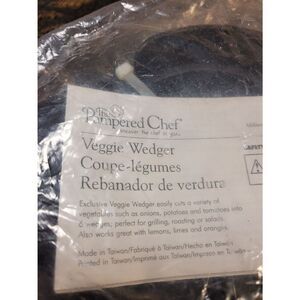 The
Pampered Chef®
discover the chef in you
Veggie Wedger
Coupe-légumes
Rebanador de verdura
Exclusive Veggie Wedger easily cuts a variety of
vegetables such as onions, potatoes and tomatoes into
6 wedges; perfect for grilling, roasting or salads.
Also works great with lemons, limes and oranges.
Made in Taiwan/Fabriqué à Taiwan/Hecho en Taiwán
Printed in Taiwan/Imprimé aux Taiwan/Impreso en Taiwán